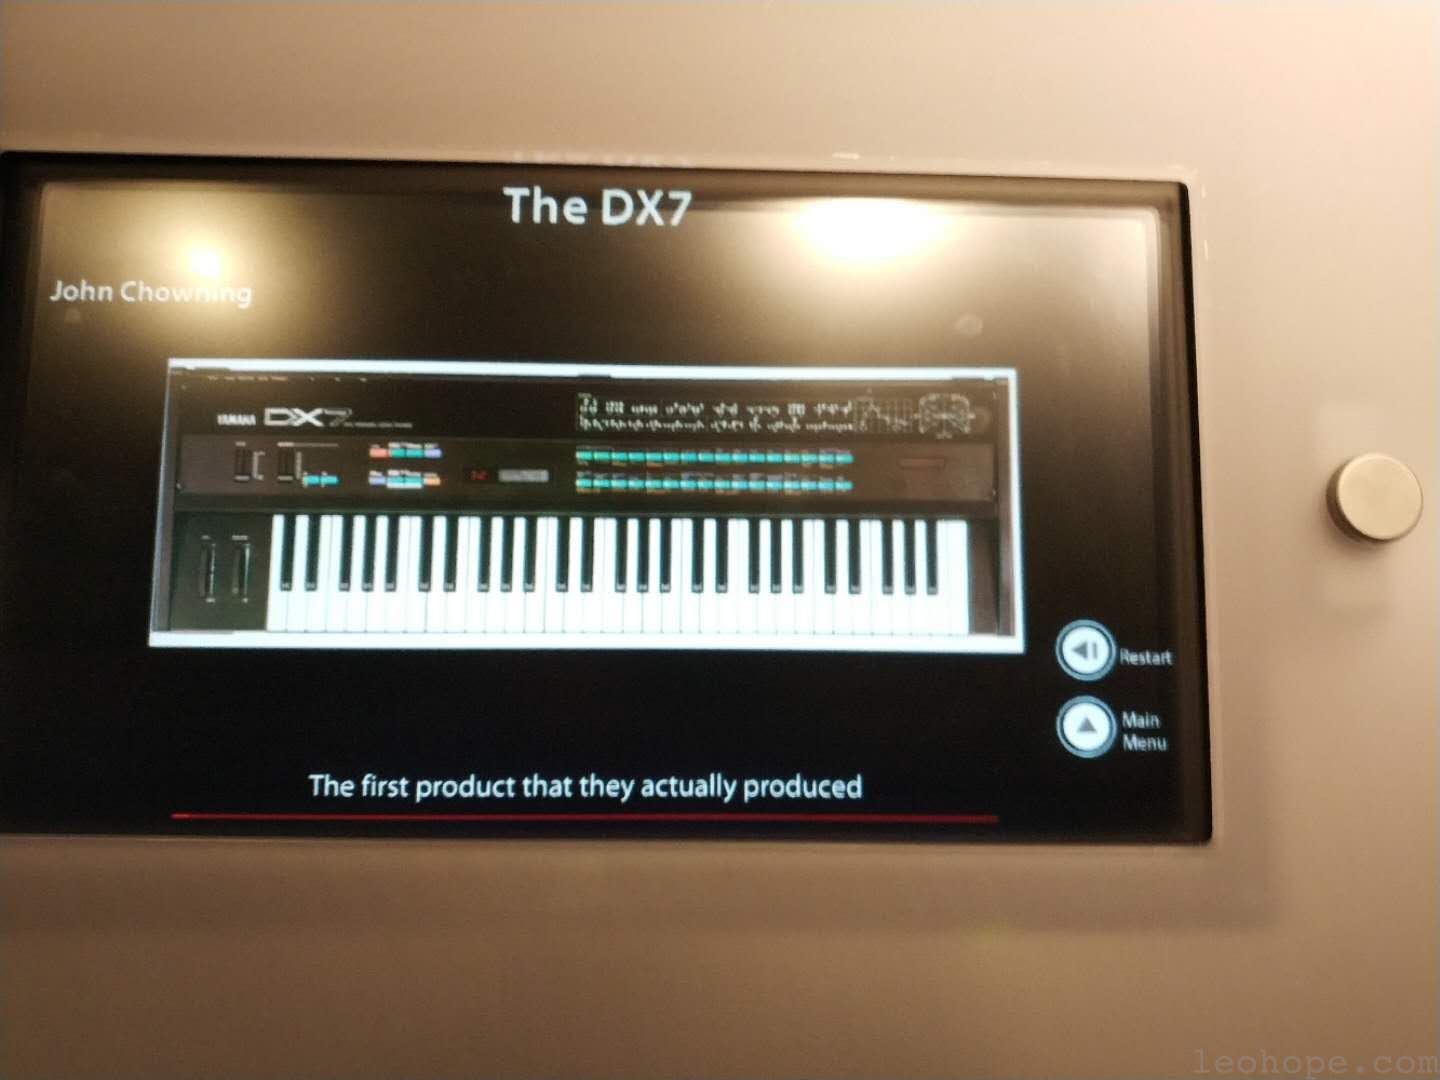 The DX7
John Chowning
YAMAHA DX7
Restart
Main
Menu
The first product that they actually produced
leohope.com